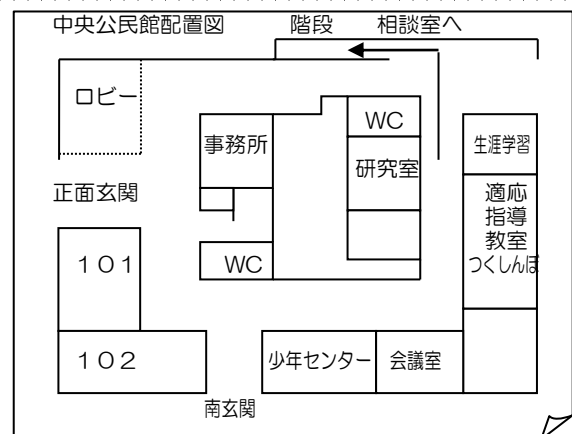 中央公民館配置図　階段　相談室へ
ロビー
WC
事務所
生涯学習
研究室
正面玄関
適応
指導
教室
つくしんぼ
１０１
WC
１０２
少年センター
会議室
南玄関